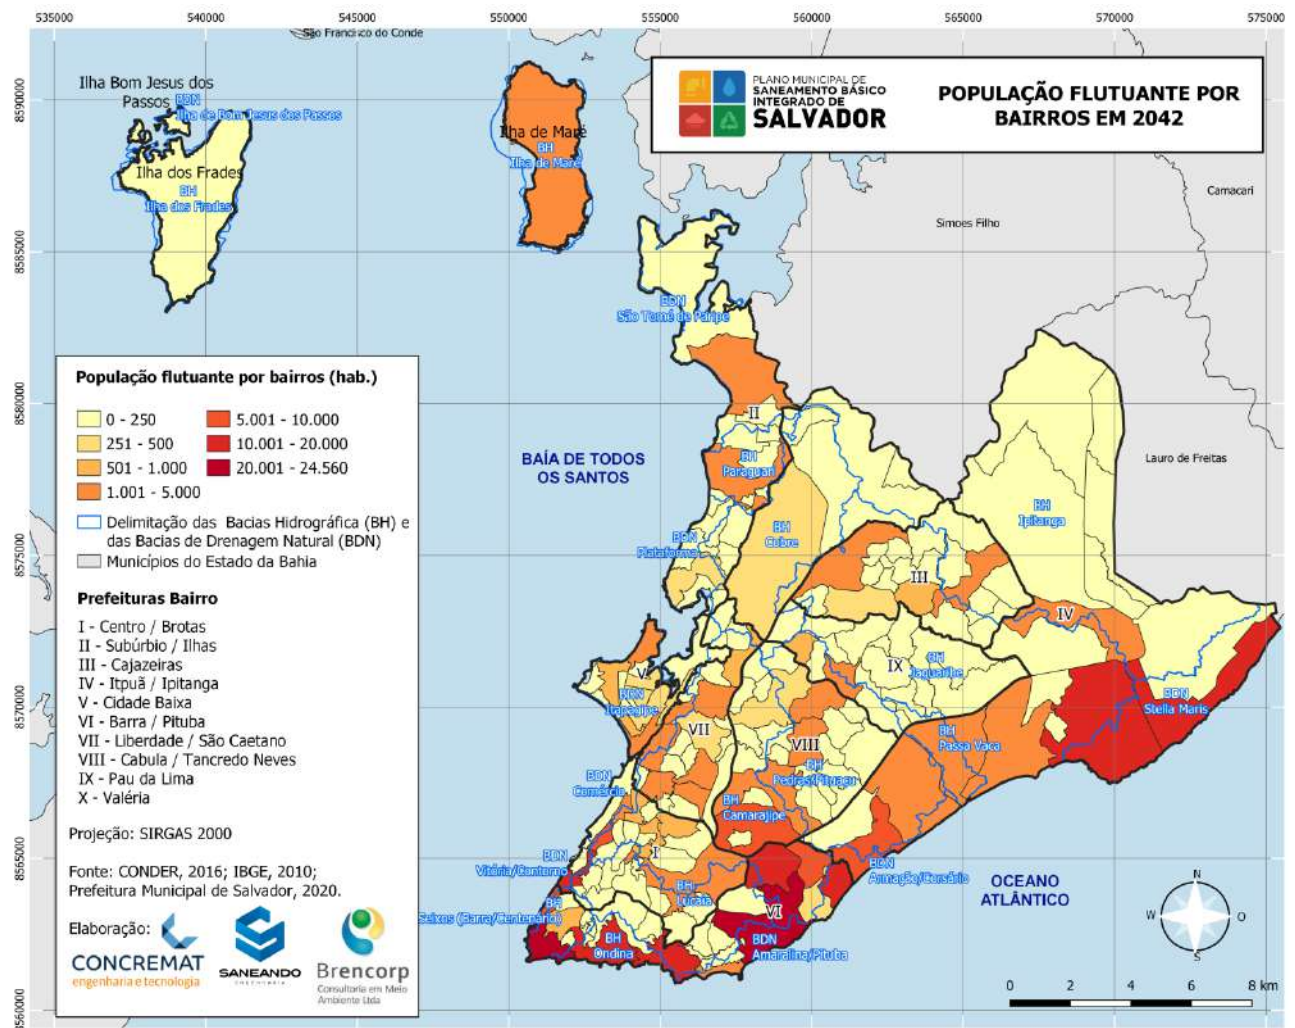 535000
540000
545000
550000
555000
560000
565000
570000
575000
São Francisco do Conde
8590000
8585000
8580000
8575000
8570000
8565000
8560000
Ilha Bom Jesus dos
Passos
BDN
Ilha de Bom Jesus dos Passos
Ilha dos Frades
BH
Ilha dos Frades
Ilha de Maré
BH
Ilha de Maré
PLANO MUNICIPAL DE
SANEAMENTO BÁSICO
INTEGRADO DE
SALVADOR
POPULAÇÃO FLUTUANTE POR
BAIRROS EM 2042
Camacari
Simoes Filho
Lauro de Freitas
BDN
São Tomé de Paripe
II
BH
Paraguari
BAÍA DE TODOS
OS SANTOS
BDN
Plataforma
BH
Cobre
BH
Ipitanga
III
IV
IX
BH
Jaguaribe
V
BDN
Itapagipe
BDN
Stella Maris
VII
VIII
BH
Passa Vaca
BH
Pedras/Pituaçu
BDN
Comércio
BH
Camarajipe
I
BDN
Vitória/Contorno
BDN
Armação/Corsário
BH
Lucaia
BH
Seixos (Barra/Centenário)
VI
BH
Ondina
BDN
Amaralina/Pituba
OCEANO
ATLÂNTICO
População flutuante por bairros (hab.)
0 - 250
251 - 500
501 - 1.000
1.001 - 5.000
5.001 - 10.000
10.001 - 20.000
20.001 - 24.560
Delimitação das Bacias Hidrográfica (BH) e
das Bacias de Drenagem Natural (BDN)
Municípios do Estado da Bahia
Prefeituras Bairro
I - Centro / Brotas
II - Subúrbio / Ilhas
III - Cajazeiras
IV - Itpuã / Ipitanga
V - Cidade Baixa
VI - Barra / Pituba
VII - Liberdade / São Caetano
VIII - Cabula / Tancredo Neves
IX - Pau da Lima
X - Valéria
Projeção: SIRGAS 2000
Fonte: CONDER, 2016; IBGE, 2010;
Prefeitura Municipal de Salvador, 2020.
Elaboração:
CONCREMAT
engenharia e tecnologia
SANEANDO
ENGENHARIA
Brencorp
Consultoria em Meio
Ambiente Ltda
N
W
O
S
0 2 4 6 8 km